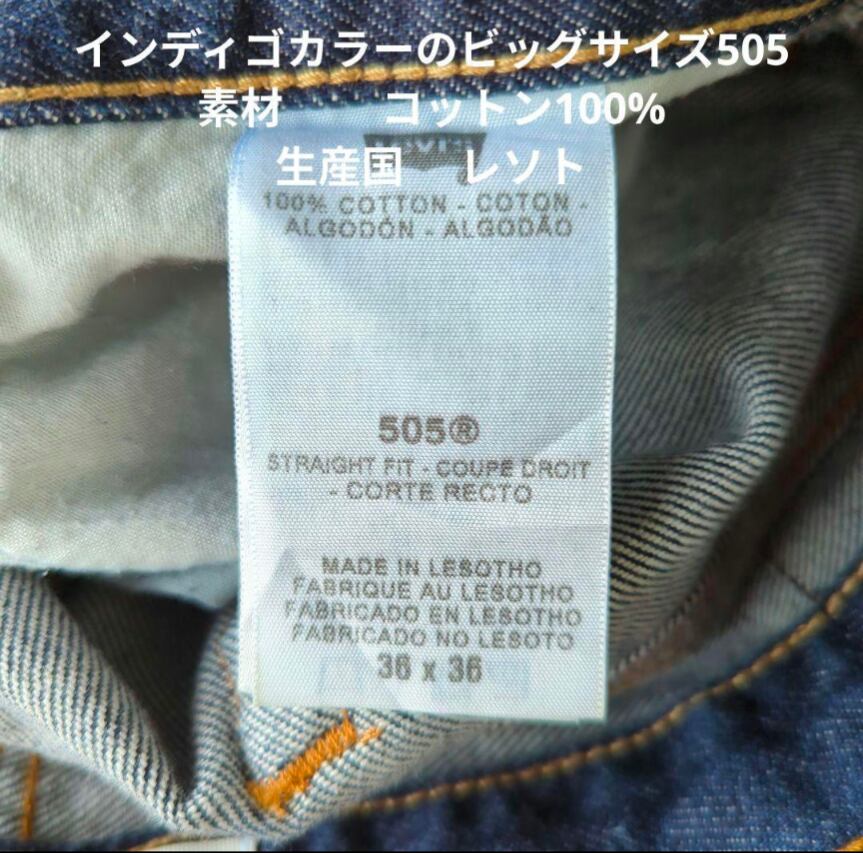 インディゴカラーのビッグサイズ505
素材 コットン100%
生産国 レソト
100% COTTON - COTON -
ALGODÓN - ALGODÃO
505®
STRAIGHT FIT - COUPE DROIT
- CORTE RECTO
MADE IN LESOTHO
FABRIQUE AU LESOTHO
FABRICADO EN LESOTHO
FABRICADO NO LESOTO
36 x 36